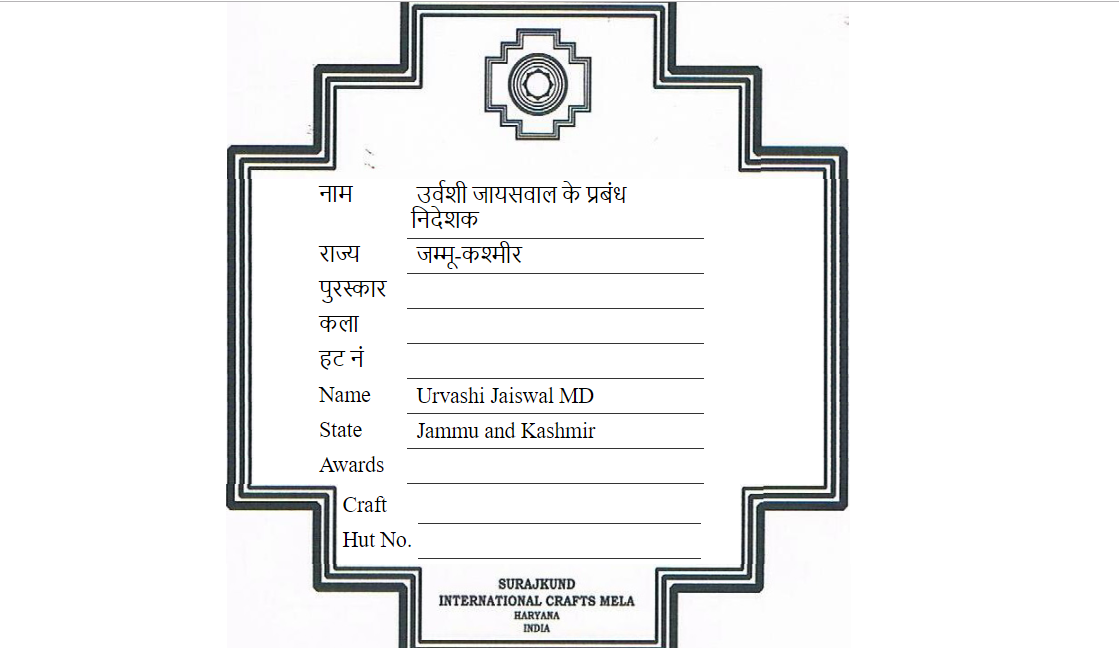 नाम उर्वशी जायसवाल के प्रबंध
निदेशक
राज्य जम्मू-कश्मीर
पुरस्कार
कला
हट नं
Name Urvashi Jaiswal MD
State Jammu and Kashmir
Awards
Craft
Hut No.
SURAJKUND
INTERNATIONAL CRAFTS MELA
HARYANA
INDIA